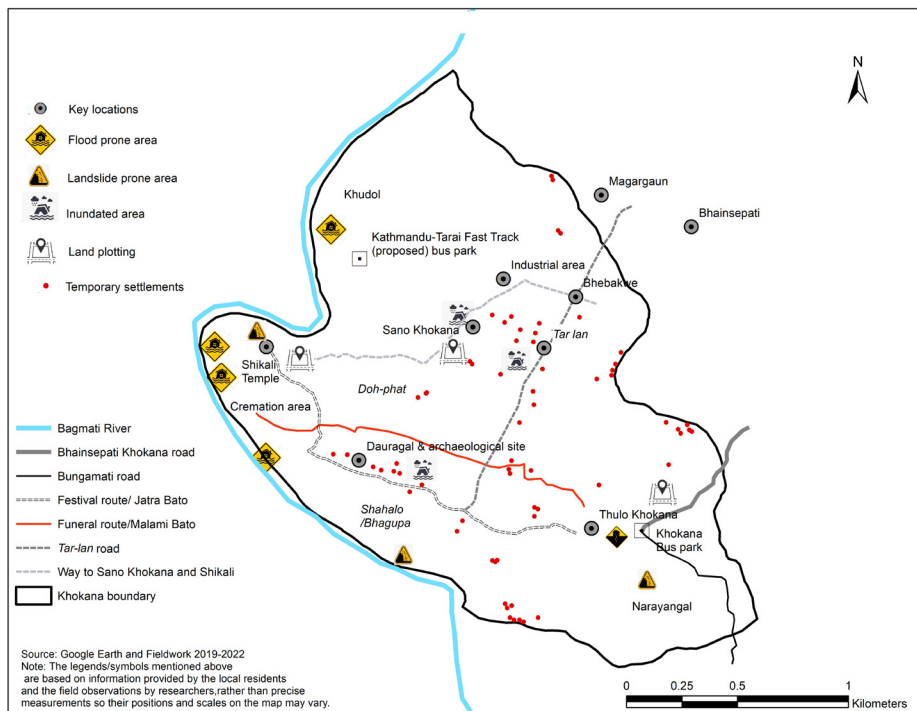 N
Key locations
Flood prone area
Landslide prone area
Inundated area
Land plotting
Temporary settlements
Magargaun
Bhainsepati
Khudol
Kathmandu-Tarai Fast Track
(proposed) bus park
Industrial area
Bhebakwe
Sano Khokana
Tar lan
Shikali
Temple
Doh-phat
Cremation area
Dauragal & archaeological site
Shahalo
/Bhagupa
Thulo Khokana
Khokana
Bus park
Narayangal
Bagmati River
Bhainsepati Khokana road
Bungamati road
Festival route/ Jatra Bato
Funeral route/Malami Bato
Tar-lan road
Way to Sano Khokana and Shikali
Khokana boundary
Source: Google Earth and Fieldwork 2019-2022
Note: The legends/symbols mentioned above
are based on information provided by the local residents
and the field observations by researchers,rather than precise
measurements so their positions and scales on the map may vary.
0 0.25 0.5 1
Kilometers